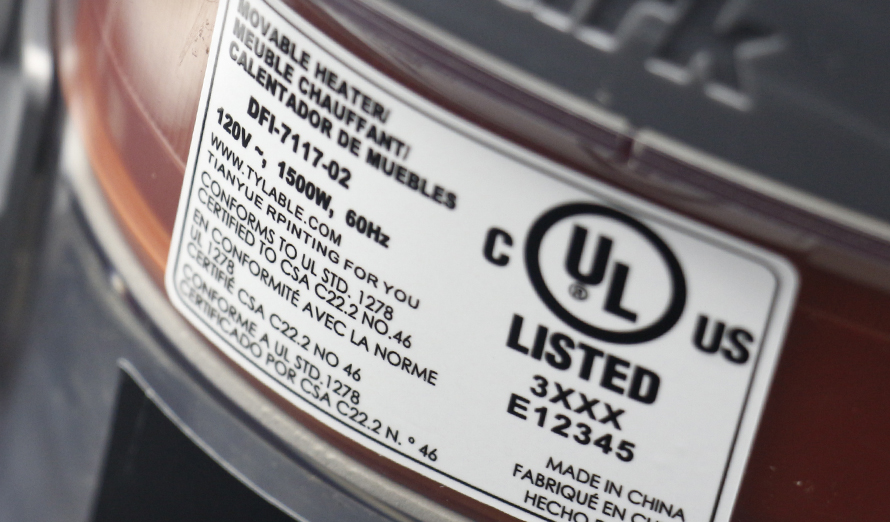 MOVABLE HEATER/
MEUBLE CHAUFFANT/
CALENTADOR DE MUEBLES
DFI-7117-02
120V ~, 1500W, 60Hz
WWW.TYLABLE.COM
TIANYUE RPINTING FOR YOU
CONFORMS TO UL STD. 1278
CERTIFIED TO CSA C22.2 NO.46
EN CONFORMITÉ AVEC LA NORME
UL 1278
CERTIFIÉ CSA C22.2 NO 46
CONFORME A UL STD.1278
CERTIFICADO POR CSA C22.2 N.º 46
C UL® US
LISTED
3XXX
E12345
MADE IN CHINA
FABRIQUÉ EN
HECHO